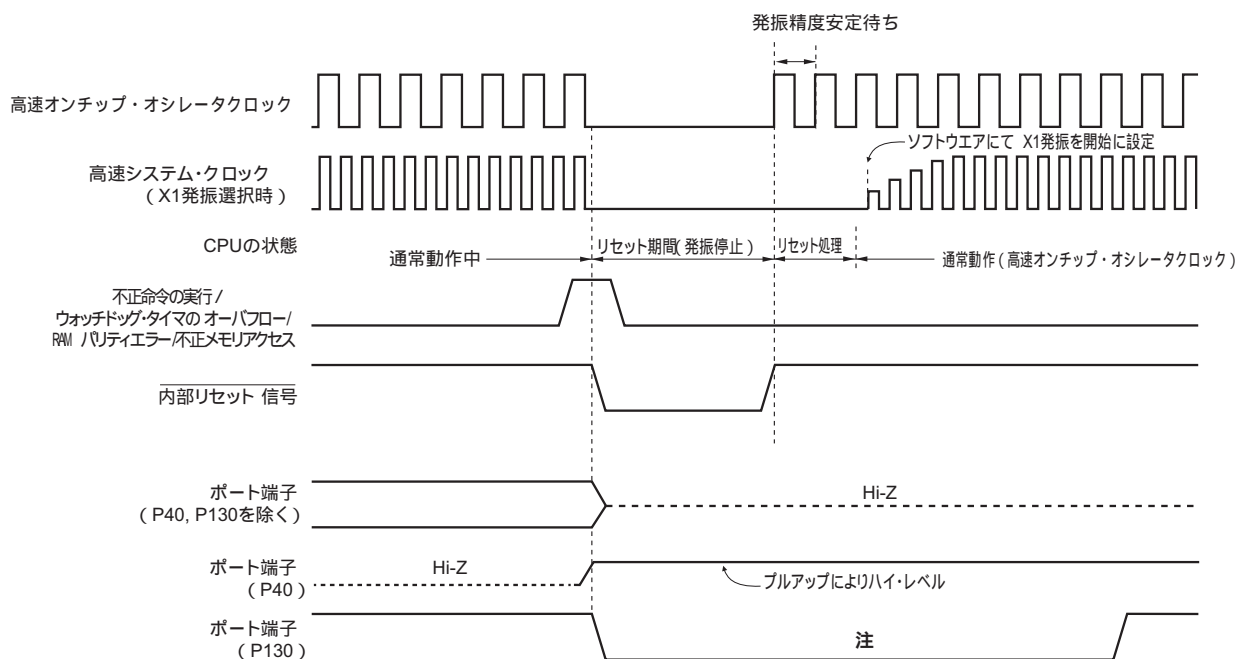 発振精度安定待ち
高速オンチップ・オシレータクロック
ソフトウエアにて X1発振を開始に設定
高速システム・クロック
(X1発振選択時)
CPUの状態
通常動作中
リセット期間(発振停止)
リセット処理
通常動作(高速オンチップ・オシレータクロック)
不正命令の実行/
ウォッチドッグ・タイマの オーバフロー/
RAM パリティエラー/不正メモリアクセス
内部リセット 信号
ポート端子
(P40, P130を除く)
Hi-Z
ポート端子
(P40)
Hi-Z
プルアップによりハイ・レベル
ポート端子
(P130)
注